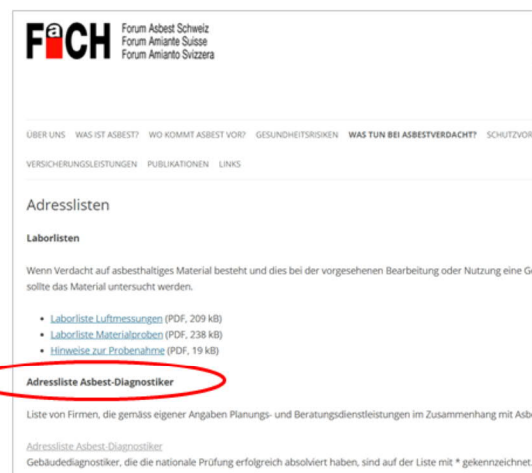 FaCH
Forum Asbest Schweiz
Forum Amiante Suisse
Forum Amianto Svizzera
ÜBER UNS WAS IST ASBEST? WO KOMMT ASBEST VOR? GESUNDHEITSRISIKEN WAS TUN BEI ASBESTVERDACHT? SCHUTZVOR
VERSICHERUNGSLEISTUNGEN PUBLIKATIONEN LINKS
Adresslisten
Laborlisten
Wenn Verdacht auf asbesthaltiges Material besteht und dies bei der vorgesehenen Bearbeitung oder Nutzung eine Ge
sollte das Material untersucht werden.
• Laborliste Luftmessungen (PDF, 209 kB)
• Laborliste Materialproben (PDF, 238 kB)
• Hinweise zur Probenahme (PDF, 19 kB)
Adressliste Asbest-Diagnostiker
Liste von Firmen, die gemäss eigener Angaben Planungs- und Beratungsdienstleistungen im Zusammenhang mit Asbe
Adressliste Asbest-Diagnostiker
Gebäudediagnostiker, die die nationale Prüfung erfolgreich absolviert haben, sind auf der Liste mit * gekennzeichnet.